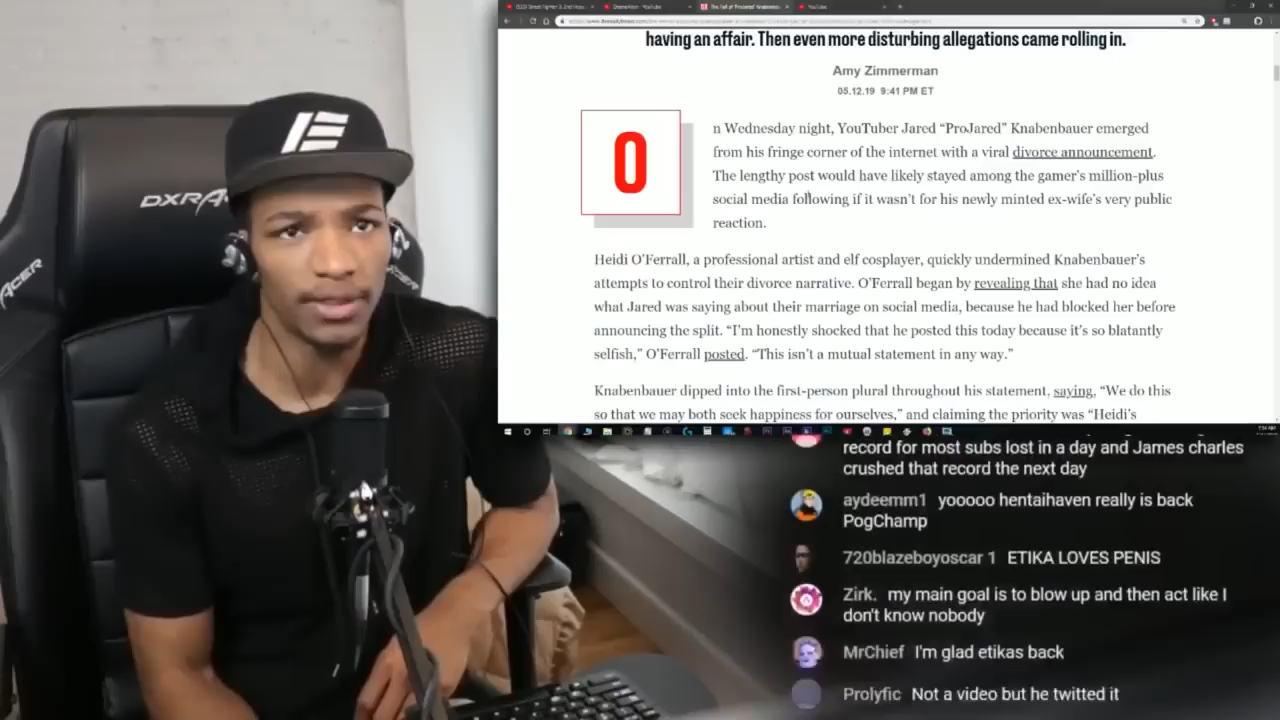 DXRA
ACER
having an affair. Then even more disturbing allegations came rolling in.
Amy Zimmerman
05.12.19 9:41 PM ET
O
n Wednesday night, YouTuber Jared “ProJared” Knabenbauer emerged
from his fringe corner of the internet with a viral divorce announcement.
The lengthy post would have likely stayed among the gamer’s million-plus
social media following if it wasn’t for his newly minted ex-wife’s very public
reaction.
Heidi O’Ferrall, a professional artist and elf cosplayer, quickly undermined Knabenbauer’s
attempts to control their divorce narrative. O’Ferrall began by revealing that she had no idea
what Jared was saying about their marriage on social media, because he had blocked her before
announcing the split. “I’m honestly shocked that he posted this today because it’s so blatantly
selfish,” O’Ferrall posted. “This isn’t a mutual statement in any way.”
Knabenbauer dipped into the first-person plural throughout his statement, saying, “We do this
so that we may both seek happiness for ourselves,” and claiming the priority was “Heidi’s
record for most subs lost in a day and James charles
crushed that record the next day
aydeemm1 yooooo hentaihaven really is back
PogChamp
720blazeboyoscar 1 ETIKA LOVES PENIS
Zirk. my main goal is to blow up and then act like I
don't know nobody
MrChief I'm glad etikas back
Prolyfic Not a video but he twitted it